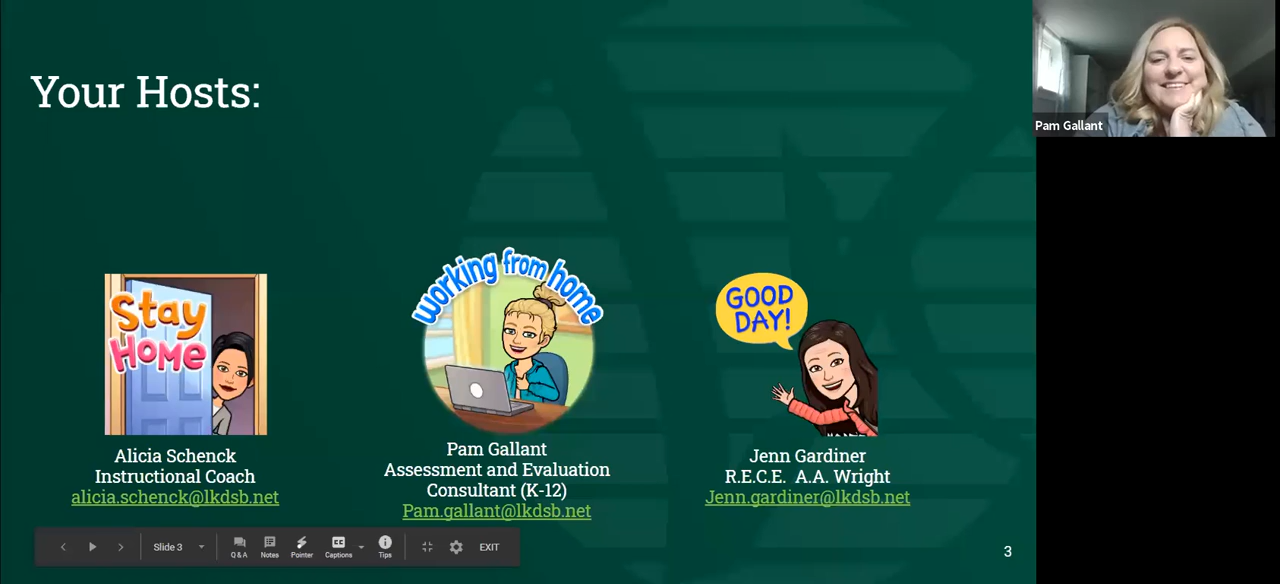 Your Hosts:
Pam Gallant
Stay
Home
Alicia Schenck
Instructional Coach
alicia.schenck@lkdsb.net
working from home
Pam Gallant
Assessment and Evaluation
Consultant (K-12)
Pam.gallant@lkdsb.net
GOOD
DAY!
Jenn Gardiner
R.E.C.E.  A.A. Wright
Jenn.gardiner@lkdsb.net
Slide 3
Q & A
Notes
Pointer
Captions
Tips
EXIT
3